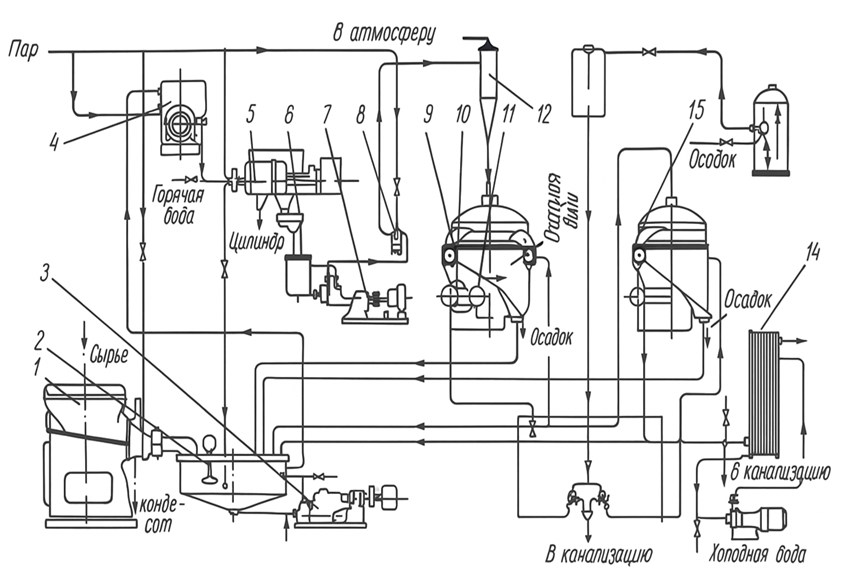 Пар
в атмосферу
4
5
6
7
8
9
10
11
12
15
Осадок
Горячая
вода
Цилиндр
3
2
1
Сырье
Осадок
Осадок
14
конде-
сот
В канализацию
в канализацию
Хоподная вода